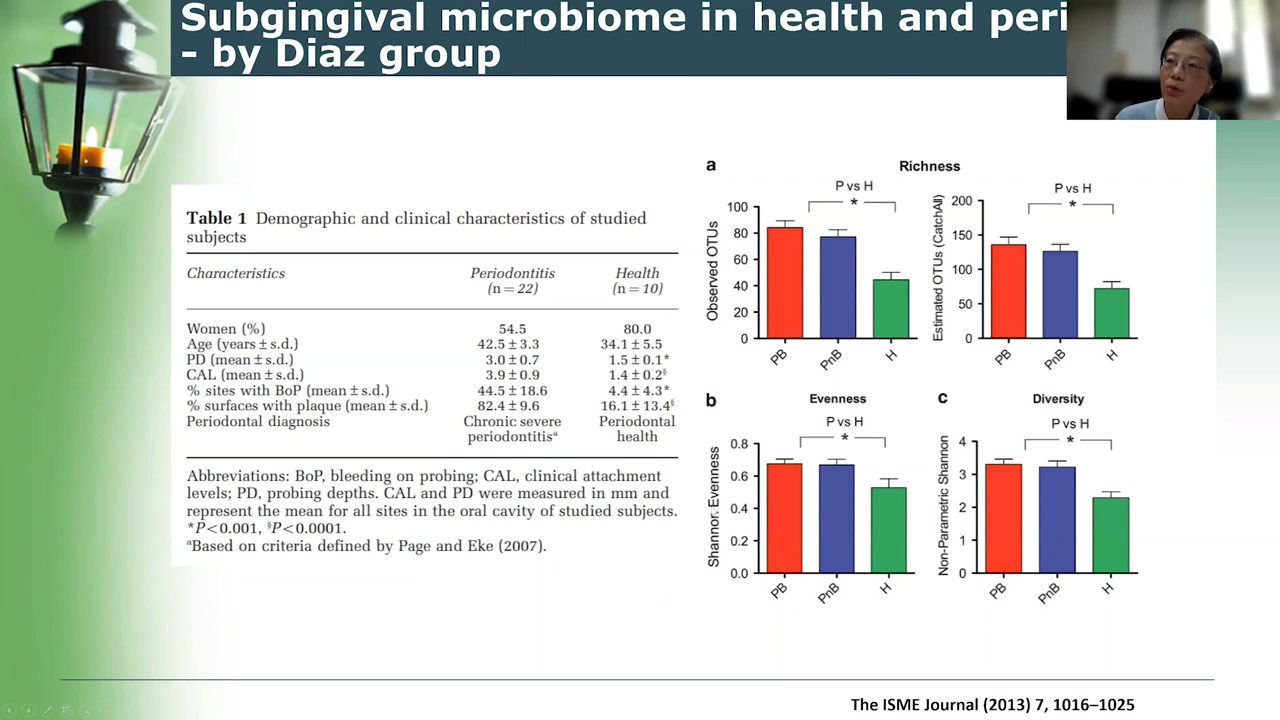 Subgingival microbiome in health and peri
- by Diaz group
Table 1 Demographic and clinical characteristics of studied
subjects
Characteristics Periodontitis Health
(n = 22) (n = 10)
Women (%) 54.5 80.0
Age (years ± s.d.) 42.5 ± 3.3 34.1 ± 5.5
PD (mean ± s.d.) 3.0 ± 0.7 1.5 ± 0.1*
CAL (mean ± s.d.) 3.9 ± 0.9 1.4 ± 0.2§
% sites with BoP (mean ± s.d.) 44.5 ± 18.6 4.4 ± 4.3*
% surfaces with plaque (mean ± s.d.) 82.4 ± 9.6 16.1 ± 13.4§
Periodontal diagnosis Chronic severe Periodontal
periodontitisª health
Abbreviations: BoP, bleeding on probing; CAL, clinical attachment
levels; PD, probing depths. CAL and PD were measured in mm and
represent the mean for all sites in the oral cavity of studied subjects.
*P<0.001, §P<0.0001.
ªBased on criteria defined by Page and Eke (2007).
a Richness
P vs H
*
Observed OTUs
100
80
60
40
20
0
PB PnB H
P vs H
*
Estimated OTUs (CatchAll)
200
150
100
50
0
PB PnB H
b Evenness
P vs H
*
Shannon Evenness
0.8
0.6
0.4
0.2
0.0
PB PnB H
c Diversity
P vs H
*
Non-Parametric Shannon
4
3
2
1
0
PB PnB H
The ISME Journal (2013) 7, 1016–1025